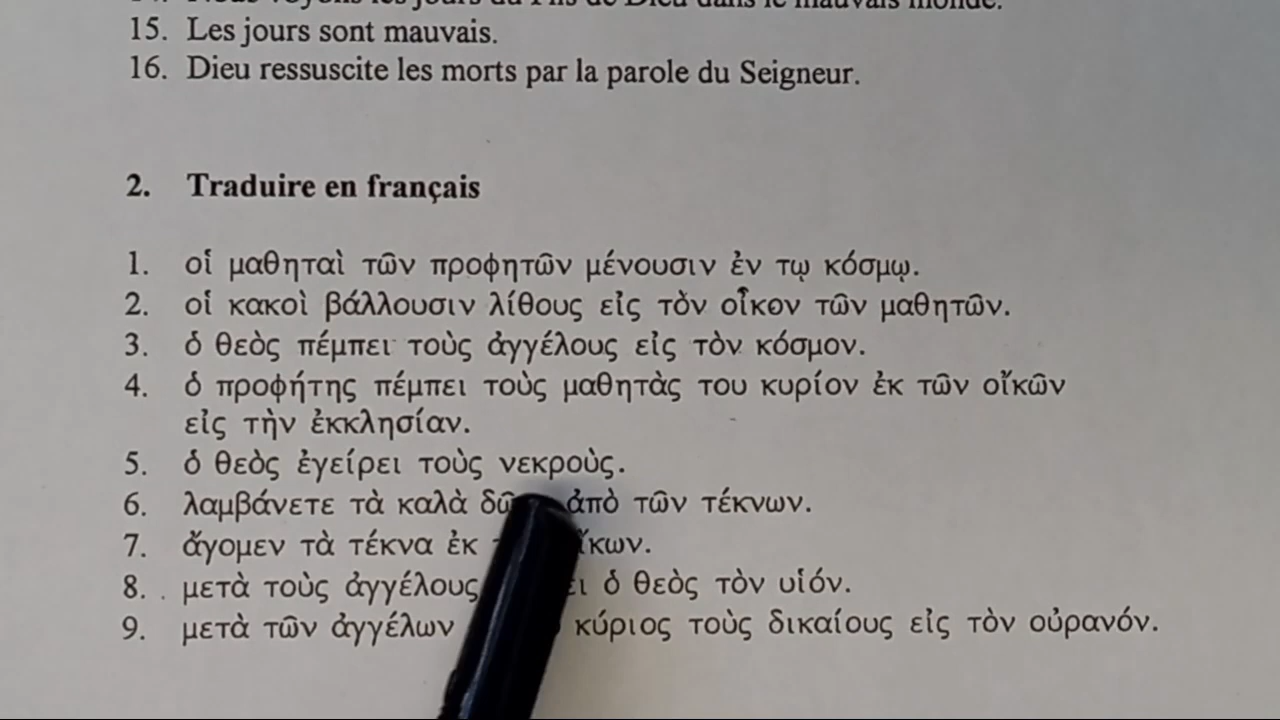 15. Les jours sont mauvais.
16. Dieu ressuscite les morts par la parole du Seigneur.
2. Traduire en français
1. οἱ μαθηταὶ τῶν προφητῶν μένουσιν ἐν τῳ κόσμῳ.
2. οἱ κακοὶ βάλλουσιν λίθους εἰς τὸν οἶκον τῶν μαθητῶν.
3. ὁ θεὸς πέμπει τοὺς ἀγγέλους εἰς τὸν κόσμον.
4. ὁ προφήτης πέμπει τοὺς μαθητὰς του κυρίον ἐκ τῶν οἴκῶν
εἰς τὴν ἐκκλησίαν.
5. ὁ θεὸς ἐγείρει τοὺς νεκροὺς.
6. λαμβάνετε τὰ καλὰ ἀπὸ τῶν τέκνων.
7. ἄγομεν τὰ τέκνα ἐκ
8. μετὰ τοὺς ἀγγέλους ὁ θεὸς τὸν υἱόν.
9. μετὰ τῶν ἀγγέλων κύριος τοὺς δικαίους εἰς τὸν οὐρανόν.